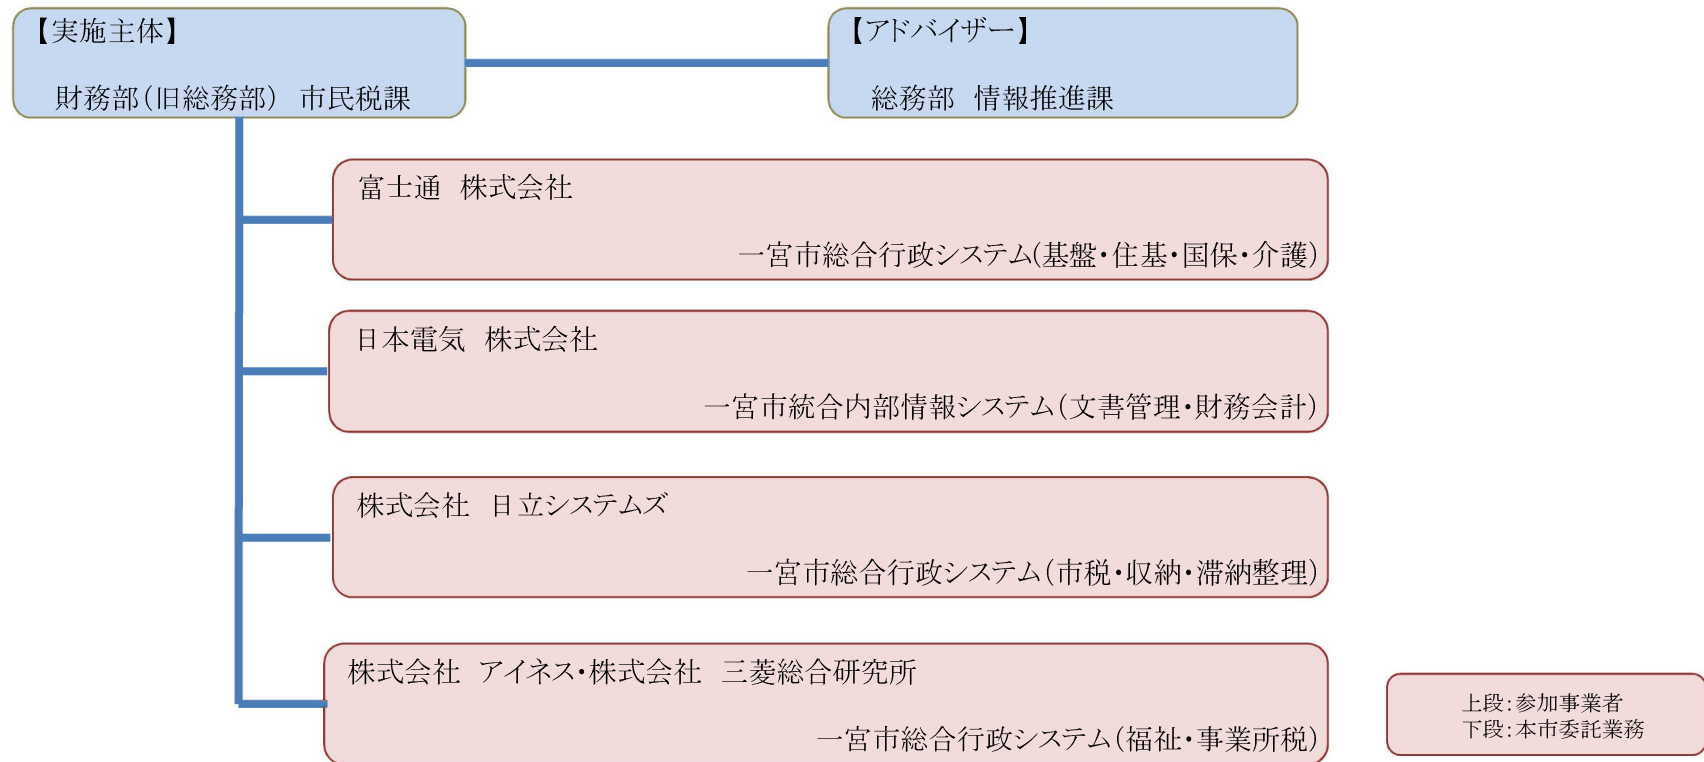 【実施主体】
財務部（旧総務部）　市民税課
【アドバイザー】
総務部　情報推進課
富士通　株式会社
一宮市総合行政システム（基盤・住基・国保・介護）
日本電気　株式会社
一宮市統合内部情報システム（文書管理・財務会計）
株式会社　日立システムズ
一宮市総合行政システム（市税・収納・滞納整理）
株式会社　アイネス・株式会社　三菱総合研究所
一宮市総合行政システム（福祉・事業所税）
上段：参加事業者
下段：本市委託業務